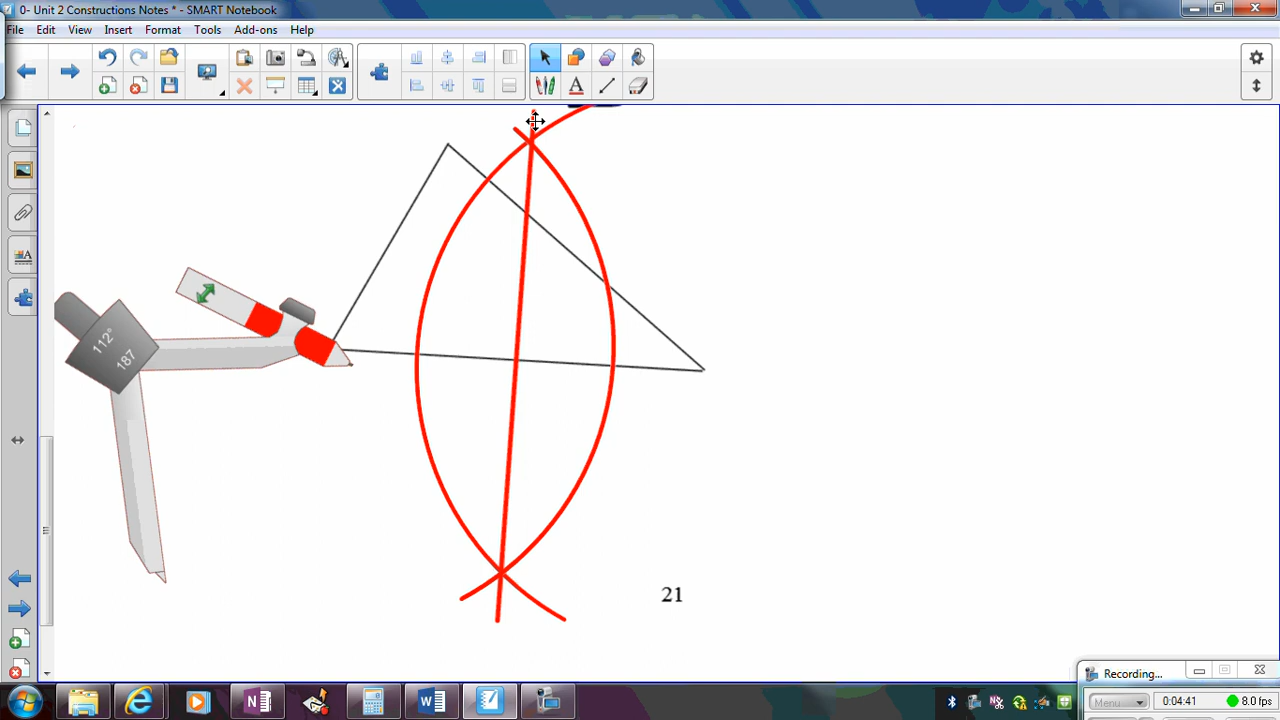 0- Unit 2 Constructions Notes * - SMART Notebook
File Edit View Insert Format Tools Add-ons Help
112°
187
21
Recording...
Menu 0:04:41 8.0 fps